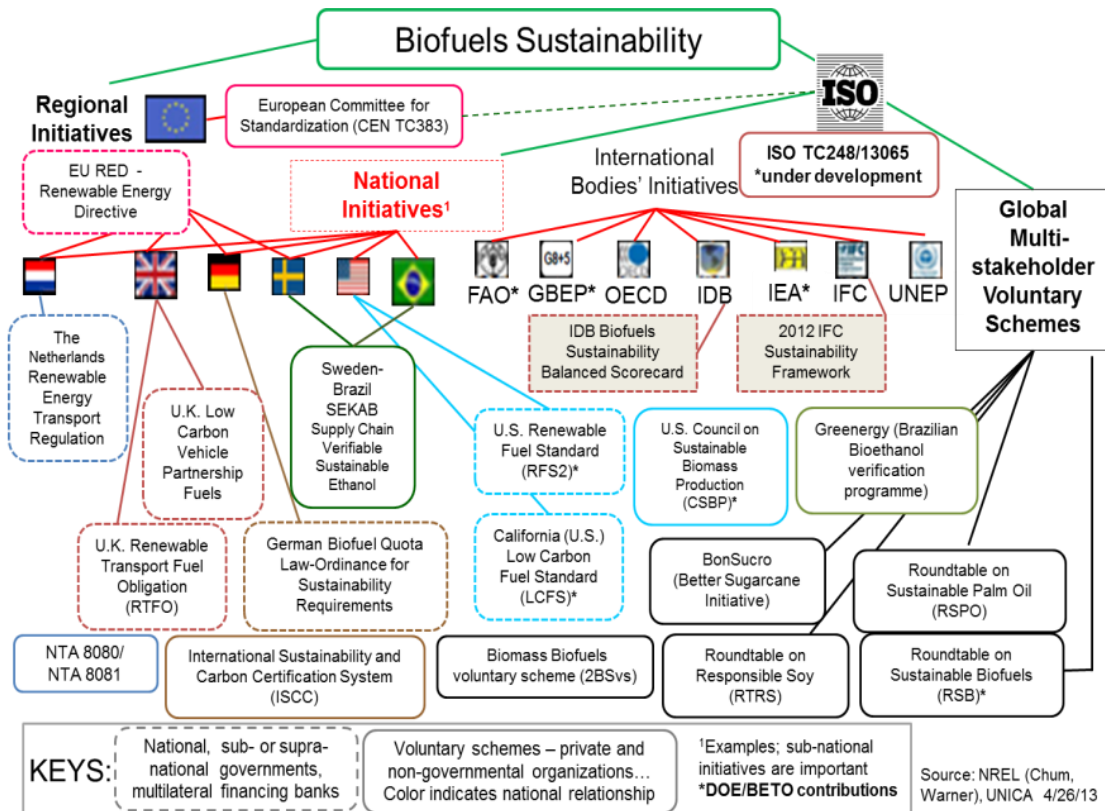 Biofuels Sustainability
Regional
Initiatives
European Committee for
Standardization (CEN TC383)
ISO
ISO TC248/13065
*under development
EU RED -
Renewable Energy
Directive
National
Initiatives¹
International
Bodies' Initiatives
Global
Multi-
stakeholder
Voluntary
Schemes
G8+5
FAO*
GBEP*
OECD
IDB
IEA*
IFC
UNEP
IDB Biofuels
Sustainability
Balanced Scorecard
2012 IFC
Sustainability
Framework
The
Netherlands
Renewable
Energy
Transport
Regulation
U.K. Low
Carbon
Vehicle
Partnership
Fuels
Sweden-
Brazil
SEKAB
Supply Chain
Verifiable
Sustainable
Ethanol
U.S. Renewable
Fuel Standard
(RFS2)*
U.S. Council on
Sustainable
Biomass
Production
(CSBP)*
Greenergy (Brazilian
Bioethanol
verification
programme)
U.K. Renewable
Transport Fuel
Obligation
(RTFO)
German Biofuel Quota
Law-Ordinance for
Sustainability
Requirements
California (U.S.)
Low Carbon
Fuel Standard
(LCFS)*
BonSucro
(Better Sugarcane
Initiative)
Roundtable on
Sustainable Palm Oil
(RSPO)
NTA 8080/
NTA 8081
International Sustainability and
Carbon Certification System
(ISCC)
Biomass Biofuels
voluntary scheme (2BSvs)
Roundtable on
Responsible Soy
(RTRS)
Roundtable on
Sustainable Biofuels
(RSB)*
KEYS:
National, sub- or supra-
national governments,
multilateral financing banks
Voluntary schemes – private and
non-governmental organizations…
Color indicates national relationship
¹Examples; sub-national
initiatives are important
*DOE/BETO contributions
Source: NREL (Chum,
Warner), UNICA 4/26/13